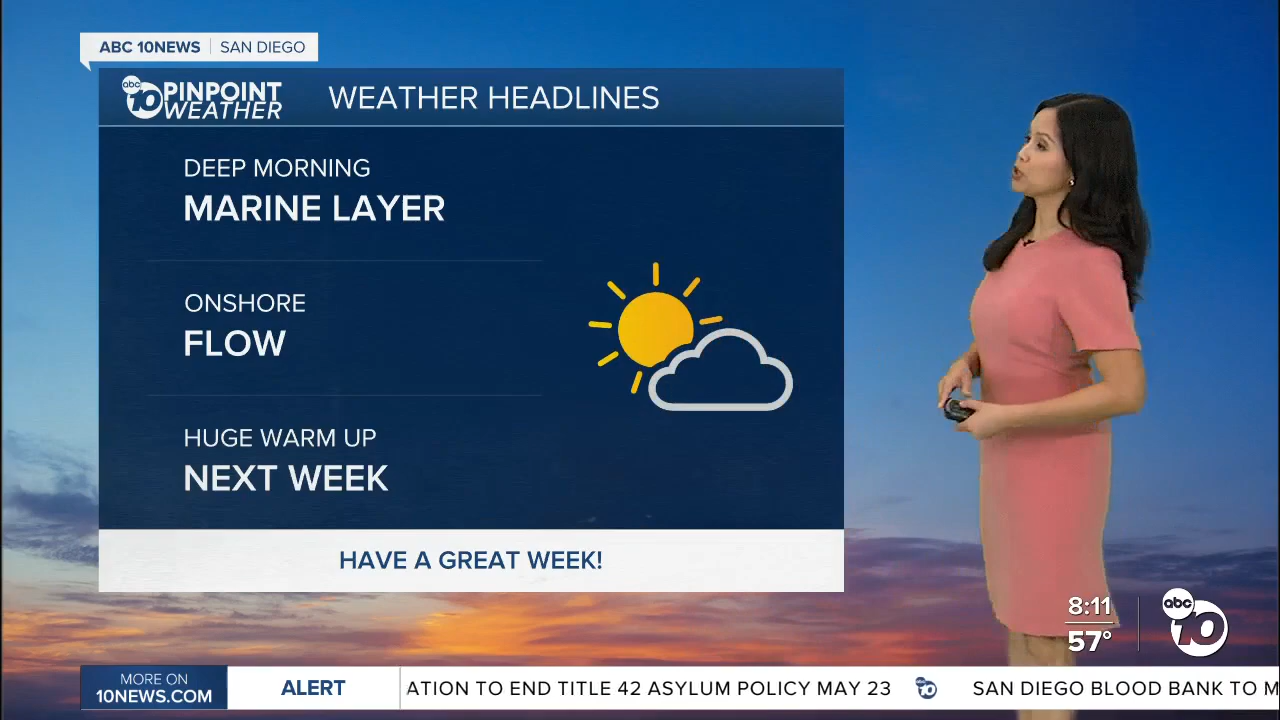 ABC 10NEWS | SAN DIEGO
abc 10 PINPOINT WEATHER
WEATHER HEADLINES
DEEP MORNING
MARINE LAYER
ONSHORE
FLOW
HUGE WARM UP
NEXT WEEK
HAVE A GREAT WEEK!
8:11
57°
abc 10
MORE ON
10NEWS.COM
ALERT
ATION TO END TITLE 42 ASYLUM POLICY MAY 23 abc 10 SAN DIEGO BLOOD BANK TO M